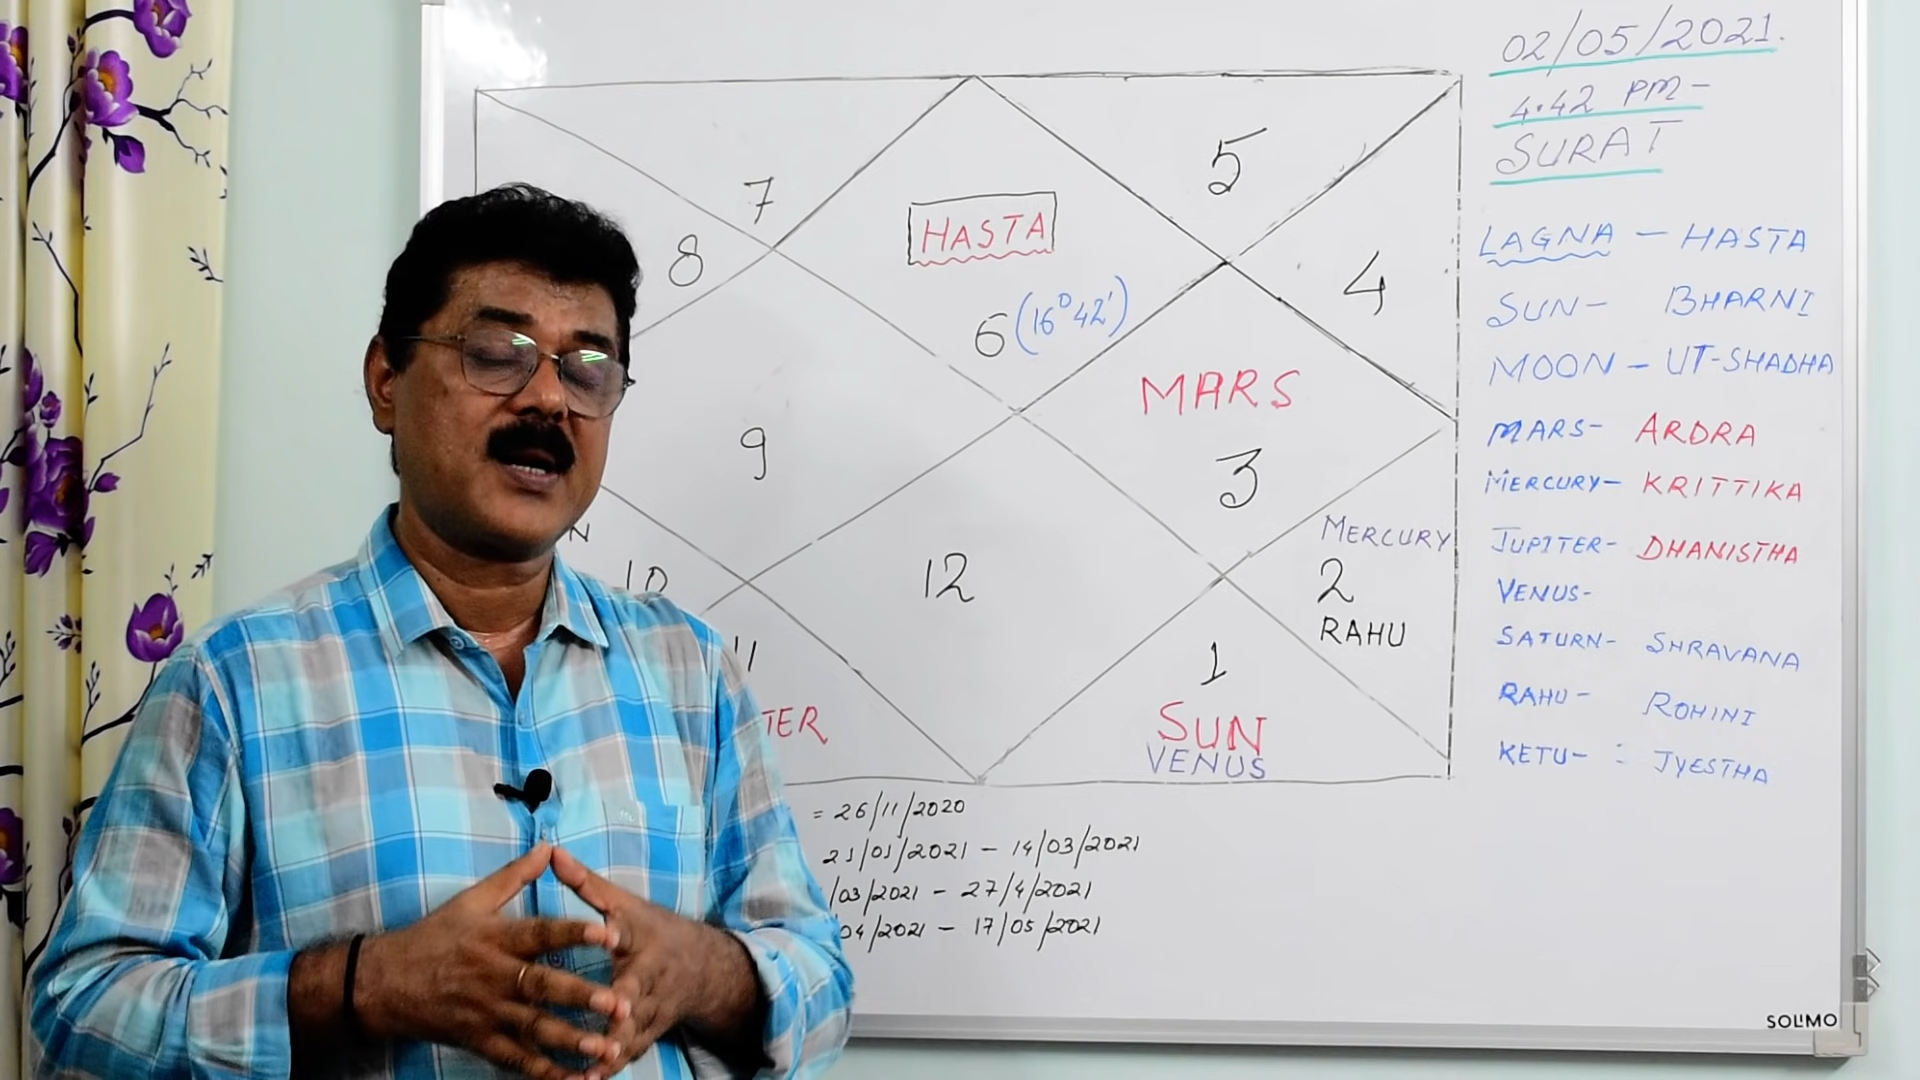 02/05/2021.
4.42 PM-
SURAT
LAGNA - HASTA
SUN- BHARNI
MOON - UT-SHADHA
MARS- ARDRA
MERCURY- KRITTIKA
JUPITER- DHANISTHA
VENUS-
SATURN- SHRAVANA
RAHU- ROHINI
KETU-: JYESTHA
7
5
HASTA
8
4
6 (16° 42')
MARS
9
3
N
MERCURY
10
12
2
RAHU
11
1
TER
SUN
VENUS
= 26/11/2020
21/01/2021 - 14/03/2021
/03/2021 - 27/4/2021
04/2021 - 17/05/2021
SOLIMO